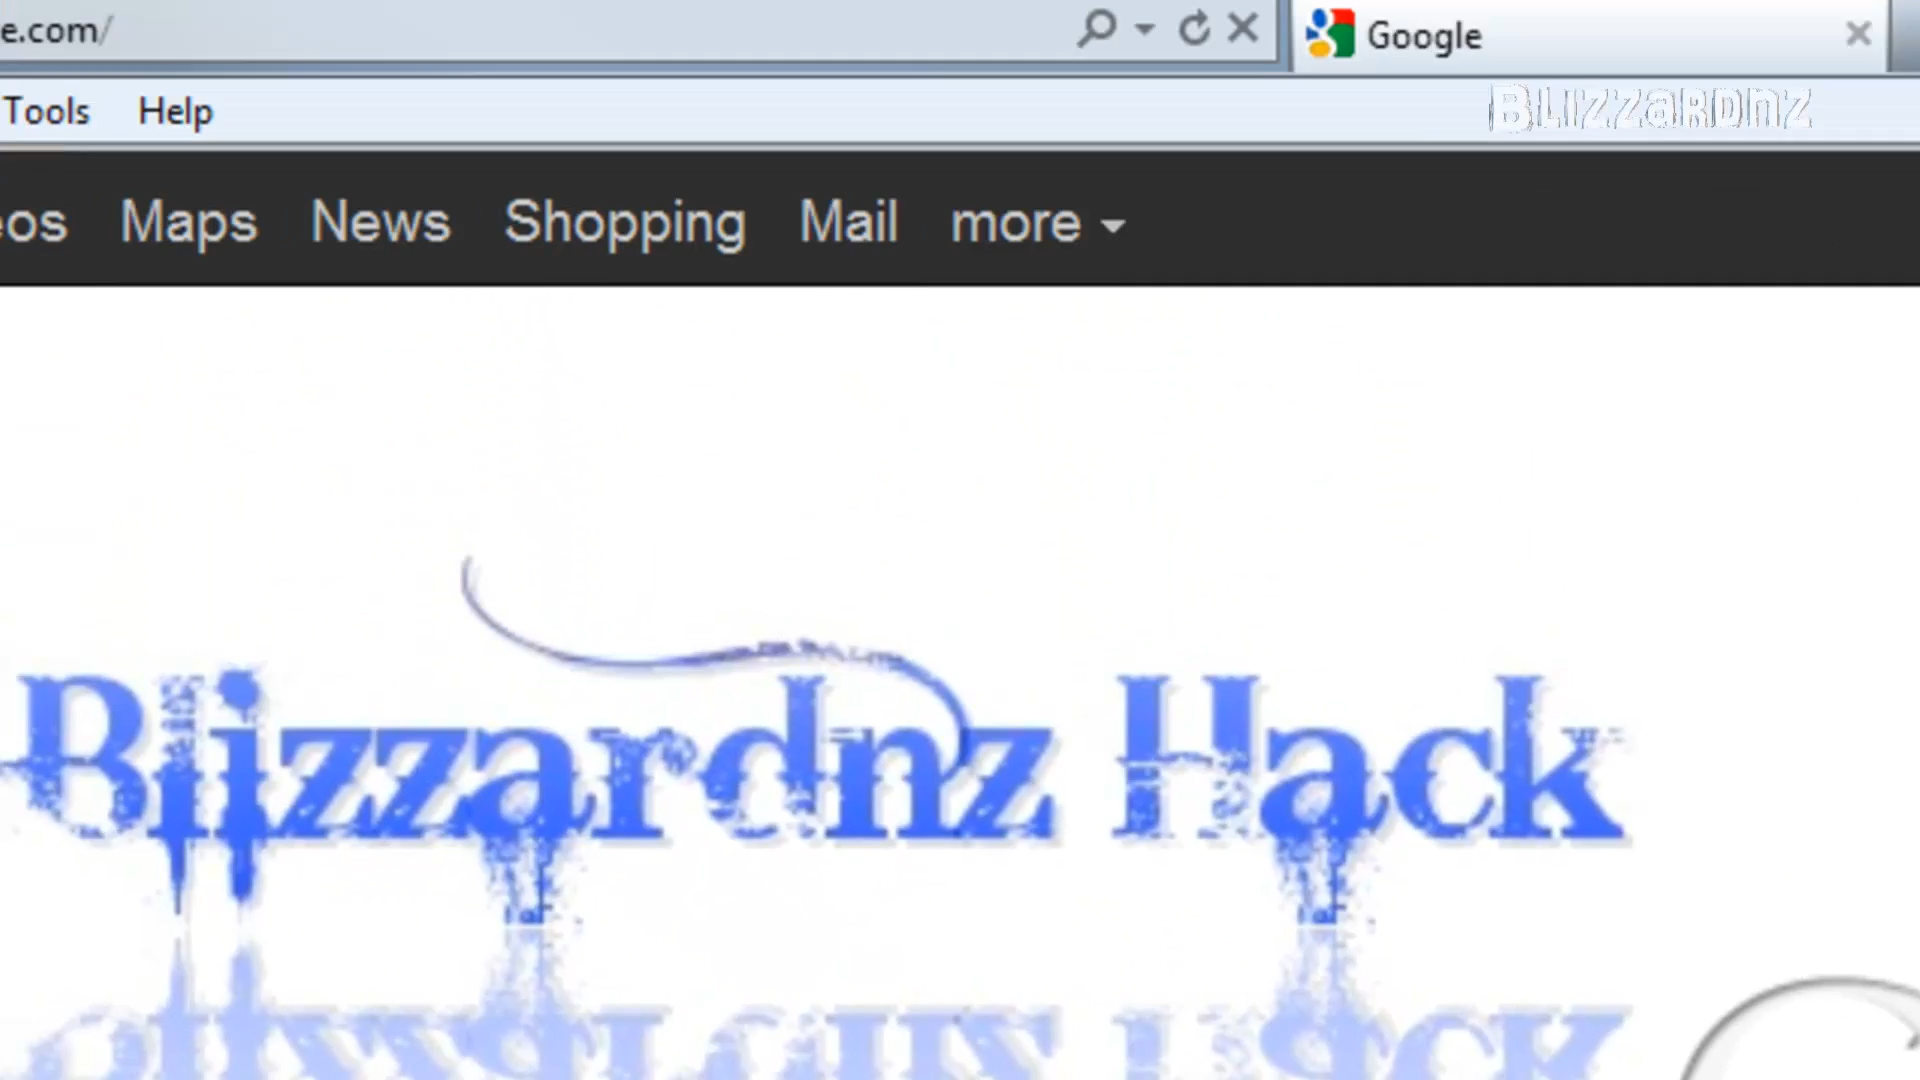 e.com/
Google
Tools Help
Blizzardnz
eos Maps News Shopping Mail more
Blizzardnz Hack